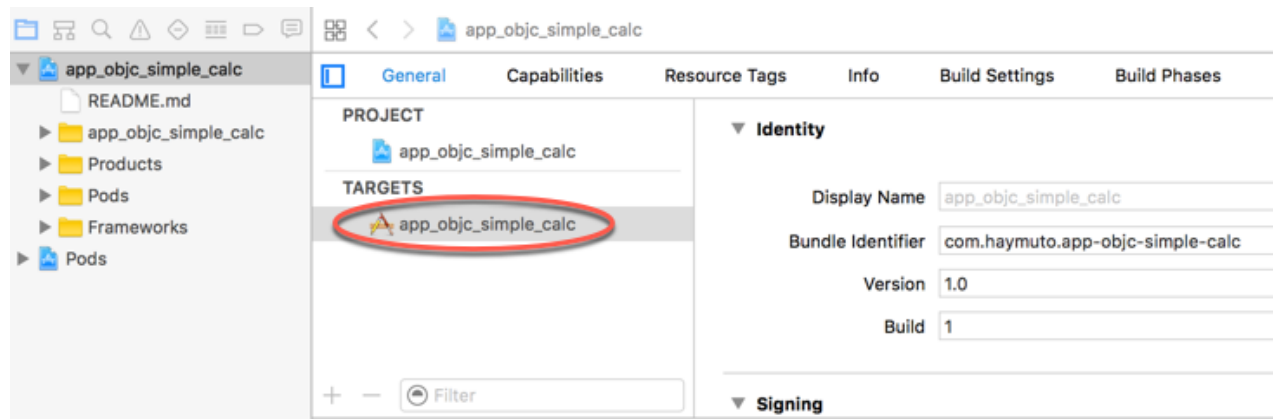 app_objc_simple_calc
app_objc_simple_calc
README.md
app_objc_simple_calc
Products
Pods
Frameworks
Pods
General Capabilities Resource Tags Info Build Settings Build Phases
PROJECT
app_objc_simple_calc
TARGETS
app_objc_simple_calc
Filter
Identity
Display Name app_objc_simple_calc
Bundle Identifier com.haymuto.app-objc-simple-calc
Version 1.0
Build 1
Signing